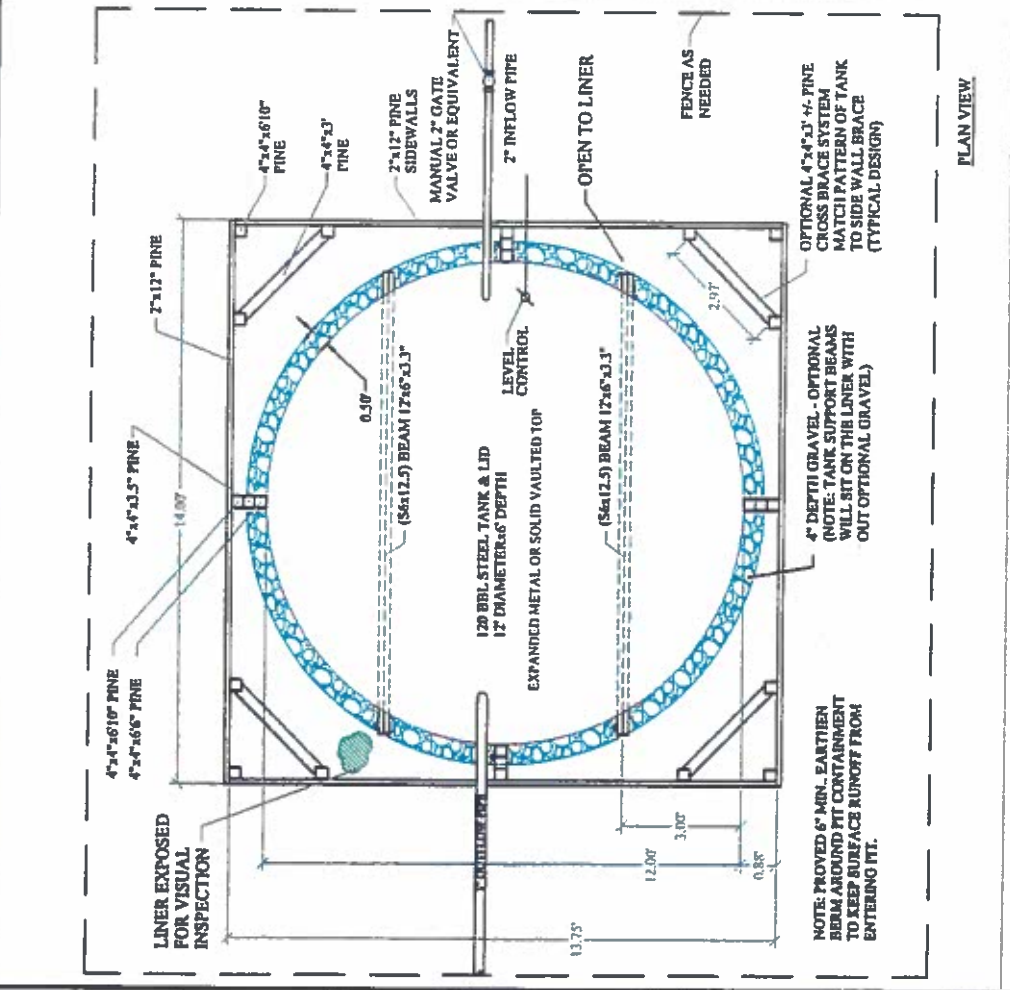 LINER EXPOSED
FOR VISUAL
INSPECTION
4"x4"x6'10" PINE
4"x4"x6'6" PINE
4"x4"x3.5" PINE
2"x12" PINE
4"x4"x6'10"
PINE
4"x4"x3'
PINE
2"x12" PINE
SIDEWALLS
MANUAL 2" GATE
VALVE OR EQUIVALENT
2" INFLOW PIPE
OPEN TO LINER
FENCE AS
NEEDED
14.00'
0.50'
(S6x12.5) BEAM 12'x6"x3.3"
LEVEL
CONTROL
120 BBL STEEL TANK & LID
12' DIAMETERx6' DEPTH
EXPANDED METAL OR SOLID VAULTED TOP
(S6x12.5) BEAM 12'x6"x3.3"
2.97'
OUTFLOW PIPE
13.75'
12.00'
3.00'
0.88'
NOTE: PROVED 6" MIN. EARTHEN
BERM AROUND PIT CONTAINMENT
TO KEEP SURFACE RUNOFF FROM
ENTERING PIT.
4" DEPTH GRAVEL - OPTIONAL
(NOTE: TANK SUPPORT BEAMS
WILL SIT ON THE LINER WITH
OUT OPTIONAL GRAVEL)
OPTIONAL 4"x4"x3' +/- PINE
CROSS BRACE SYSTEM
MATCH PATTERN OF TANK
TO SIDE WALL BRACE
(TYPICAL DESIGN)
PLAN VIEW